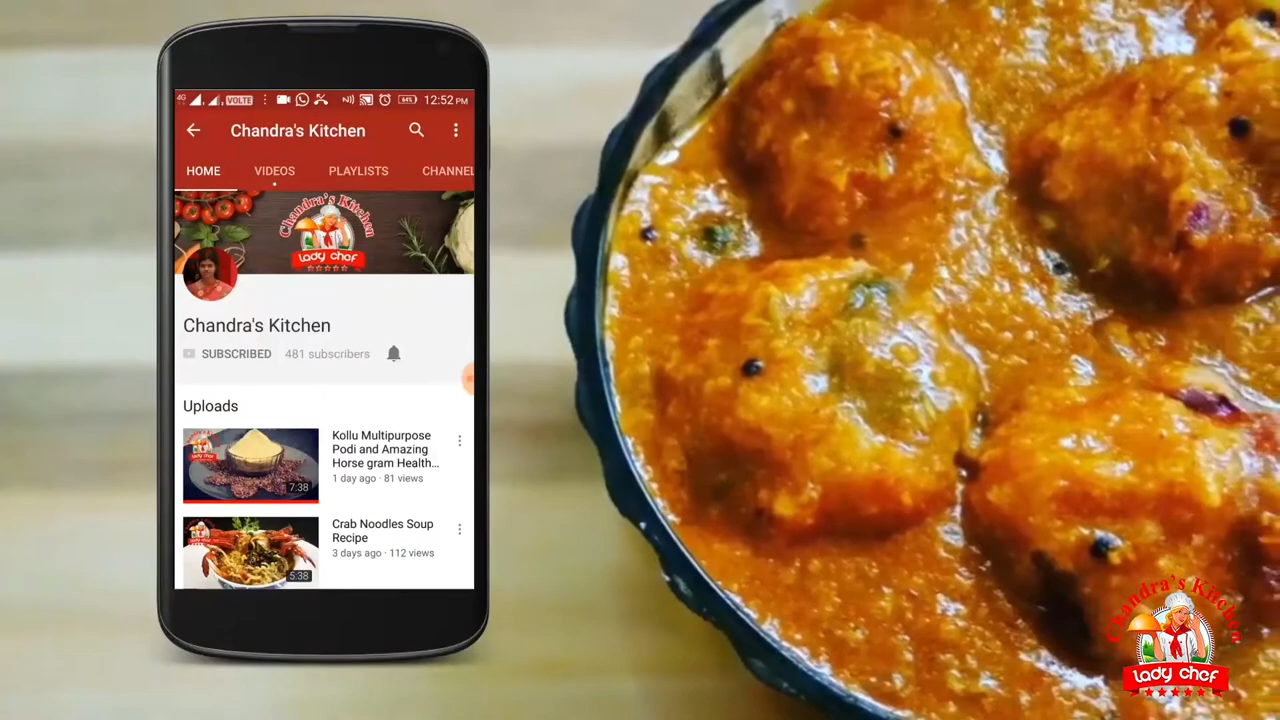 4G VOLTE 64% 12:52 PM
Chandra's Kitchen
HOME VIDEOS PLAYLISTS CHANNEL
Chandra's Kitchen
Lady Chef
Chandra's Kitchen
SUBSCRIBED 481 subscribers
Uploads
Kollu Multipurpose
Podi and Amazing
Horse gram Health...
1 day ago · 81 views
7:38
Crab Noodles Soup
Recipe
3 days ago · 112 views
5:38
Chandra's Kitchen
Lady Chef